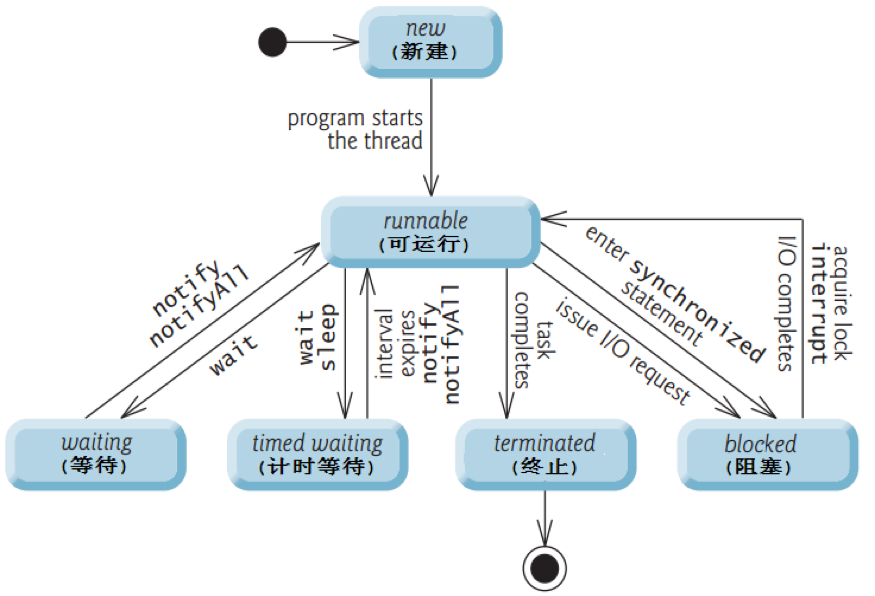 new
(新建)
program starts
the thread
runnable
(可运行)
notify
notifyAll
wait
wait
sleep
interval
expires
notify
notifyAll
task
completes
issue I/O request
enter synchronized
statement
acquire lock
interrupt
I/O completes
waiting
(等待)
timed waiting
(计时等待)
terminated
(终止)
blocked
(阻塞)